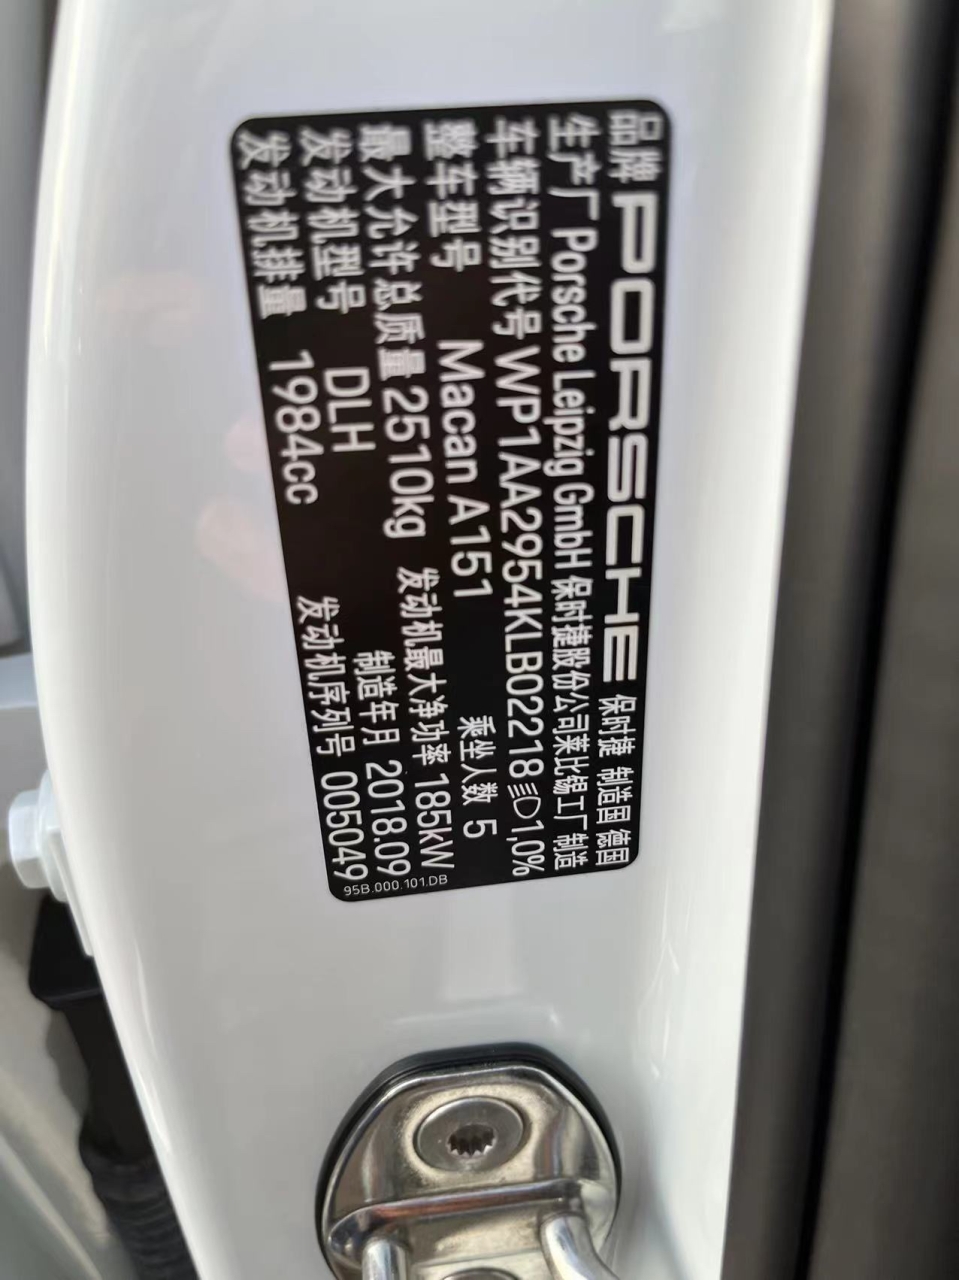 品牌 PORSCHE 保时捷 制造国 德国
生产厂 Porsche Leipzig GmbH 保时捷股份公司莱比锡工厂制造
车辆识别代号 WP1AA2954KLB02218 1,0%
整车型号 Macan A151 乘坐人数 5
最大允许总质量 2510kg 发动机最大净功率 185kW
发动机型号 DLH 制造年月 2018.09
发动机排量 1984cc 发动机序列号 005049
95B.000.101.DB